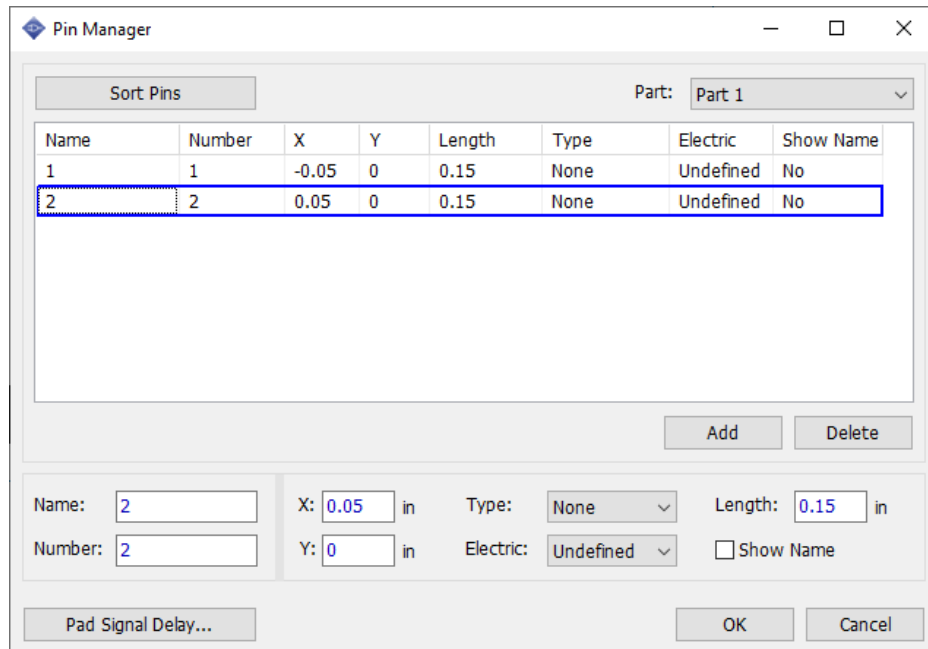 Pin Manager
Sort Pins Part: Part 1
Name Number X Y Length Type Electric Show Name
1 1 -0.05 0 0.15 None Undefined No
2 2 0.05 0 0.15 None Undefined No
Add Delete
Name: 2 X: 0.05 in Type: None Length: 0.15 in
Number: 2 Y: 0 in Electric: Undefined Show Name
Pad Signal Delay... OK Cancel